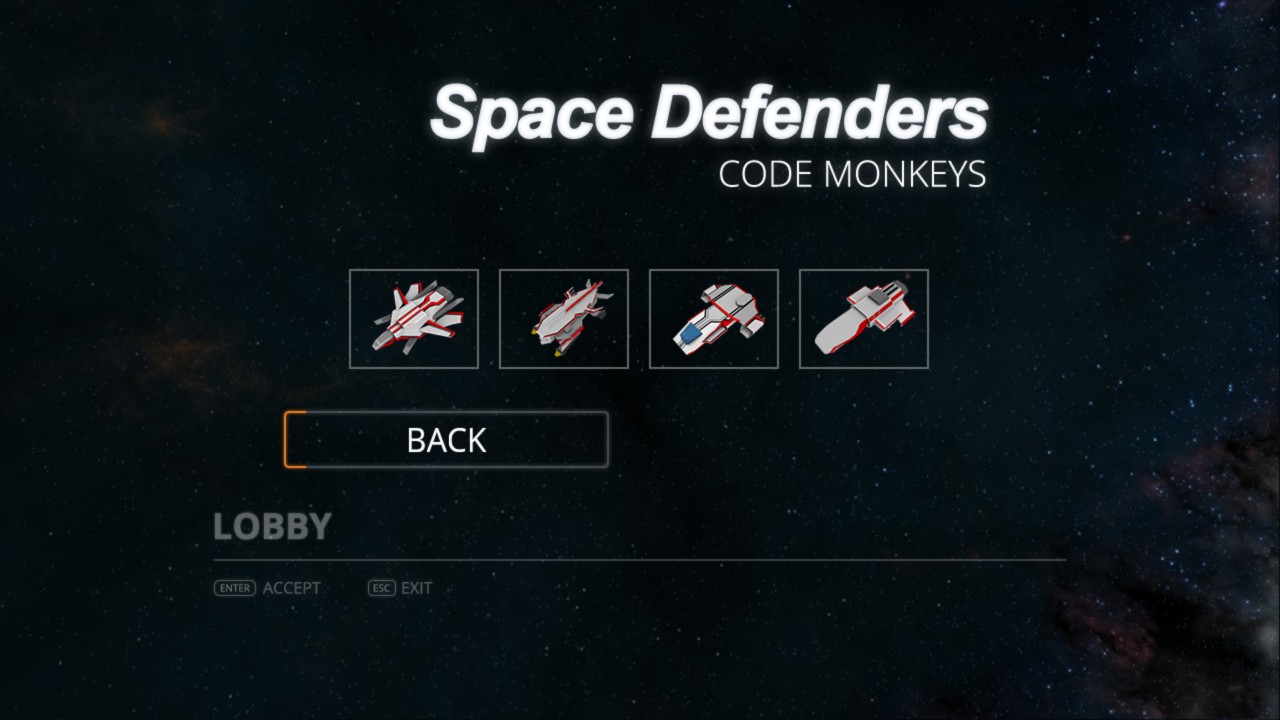 Space Defenders
CODE MONKEYS
BACK
LOBBY
ENTER ACCEPT ESC EXIT